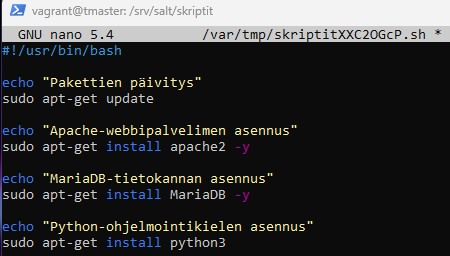 vagrant@tmaster: /srv/salt/skriptit
GNU nano 5.4 /var/tmp/skriptitXXC2OGcP.sh *
#!/usr/bin/bash
echo "Pakettien päivitys"
sudo apt-get update
echo "Apache-webbipalvelimen asennus"
sudo apt-get install apache2 -y
echo "MariaDB-tietokannan asennus"
sudo apt-get install MariaDB -y
echo "Python-ohjelmointikielen asennus"
sudo apt-get install python3